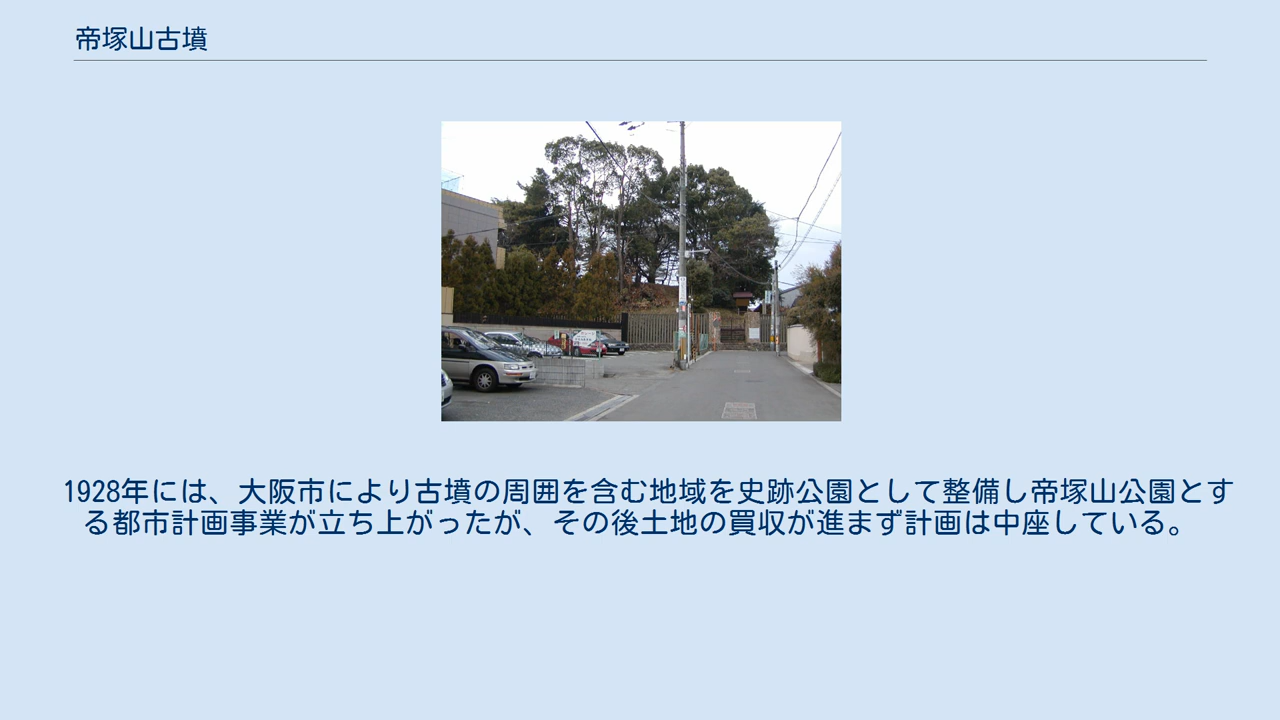 帝塚山古墳
1928年には、大阪市により古墳の周囲を含む地域を史跡公園として整備し帝塚山公園とす
る都市計画事業が立ち上がったが、その後土地の買収が進まず計画は中座している。